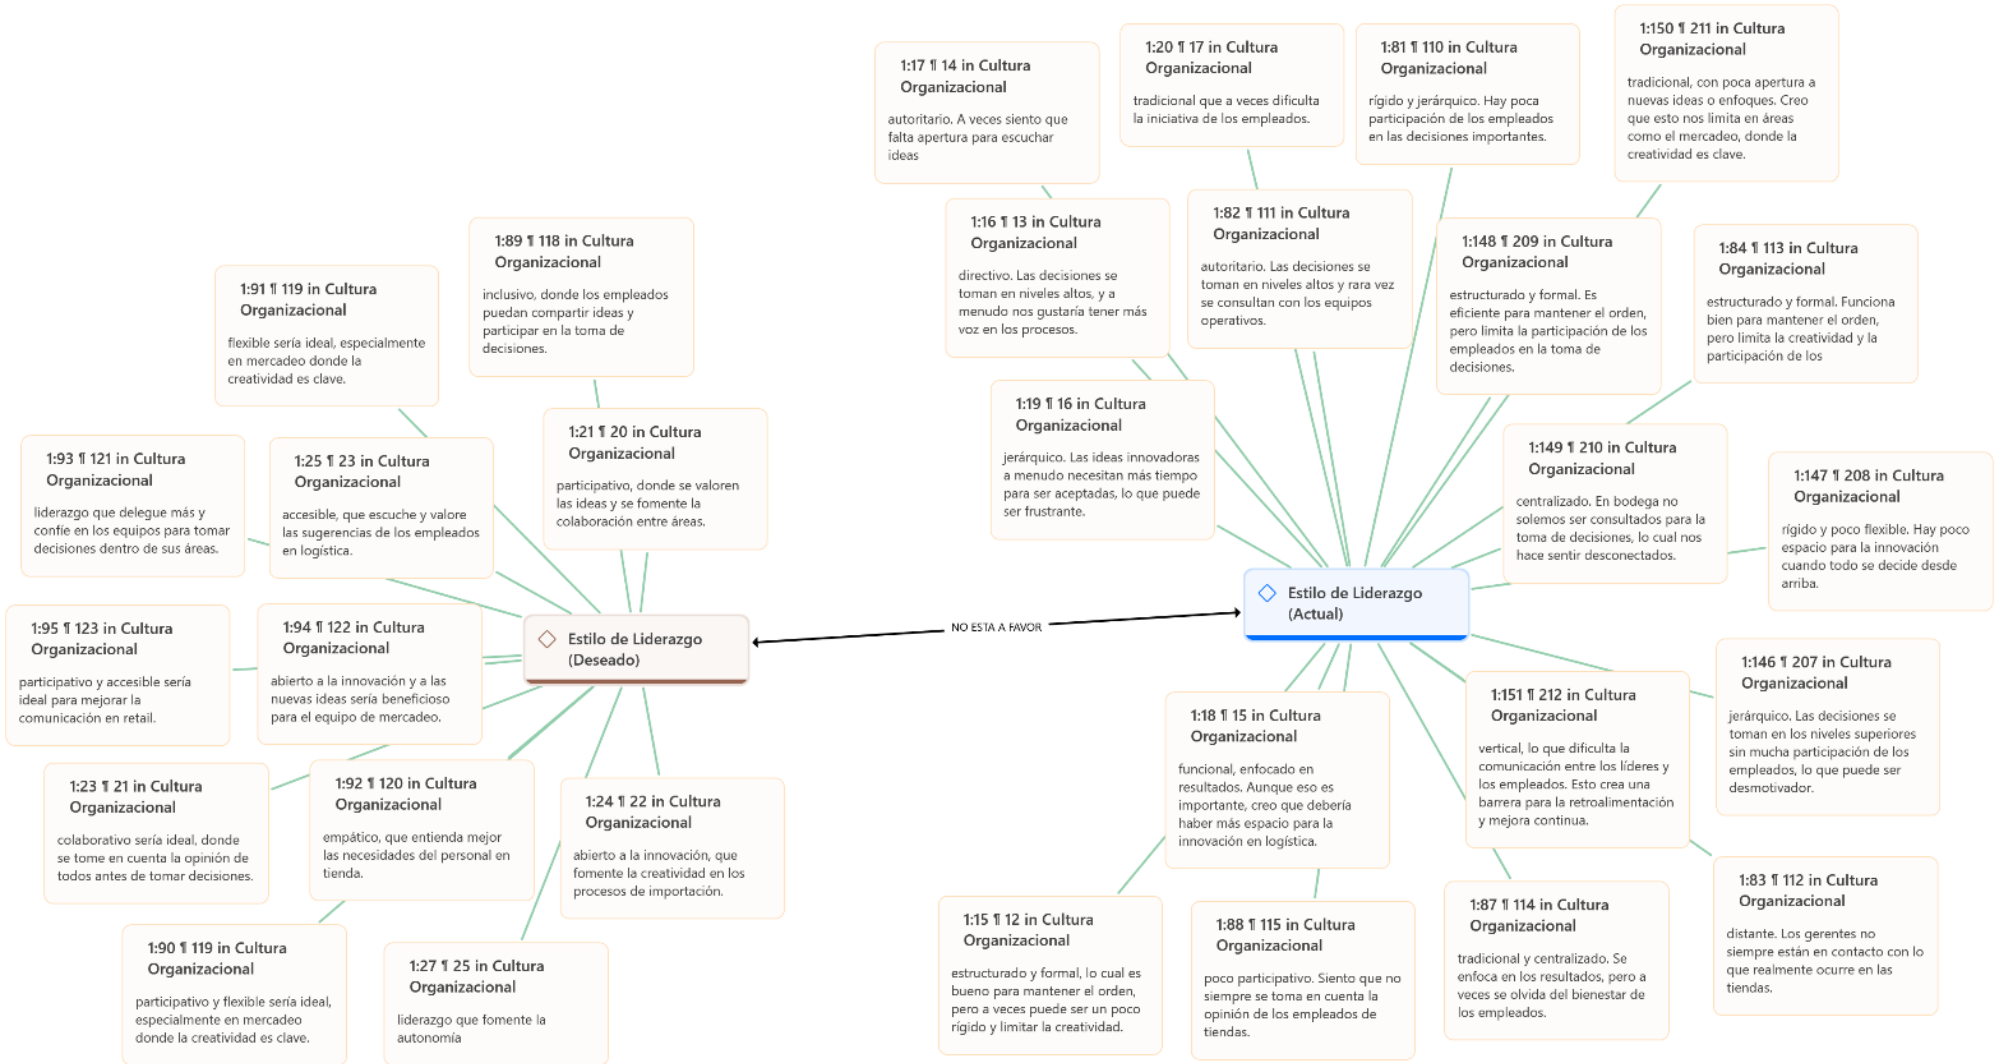 1:150 ¶ 211 in Cultura
Organizacional
tradicional, con poca apertura a
nuevas ideas o enfoques. Creo
que esto nos limita en áreas
como el mercadeo, donde la
creatividad es clave.
1:20 ¶ 17 in Cultura
Organizacional
tradicional que a veces dificulta
la iniciativa de los empleados.
1:81 ¶ 110 in Cultura
Organizacional
rígido y jerárquico. Hay poca
participación de los empleados
en las decisiones importantes.
1:17 ¶ 14 in Cultura
Organizacional
autoritario. A veces siento que
falta apertura para escuchar
ideas
1:16 ¶ 13 in Cultura
Organizacional
directivo. Las decisiones se
toman en niveles altos, y a
menudo nos gustaría tener más
voz en los procesos.
1:82 ¶ 111 in Cultura
Organizacional
autoritario. Las decisiones se
toman en niveles altos y rara vez
se consultan con los equipos
operativos.
1:148 ¶ 209 in Cultura
Organizacional
estructurado y formal. Es
eficiente para mantener el orden,
pero limita la participación de los
empleados en la toma de
decisiones.
1:84 ¶ 113 in Cultura
Organizacional
estructurado y formal. Funciona
bien para mantener el orden,
pero limita la creatividad y la
participación de los
1:89 ¶ 118 in Cultura
Organizacional
inclusivo, donde los empleados
puedan compartir ideas y
participar en la toma de
decisiones.
1:91 ¶ 119 in Cultura
Organizacional
flexible sería ideal, especialmente
en mercadeo donde la
creatividad es clave.
1:19 ¶ 16 in Cultura
Organizacional
jerárquico. Las ideas innovadoras
a menudo necesitan más tiempo
para ser aceptadas, lo que puede
ser frustrante.
1:21 ¶ 20 in Cultura
Organizacional
participativo, donde se valoren
las ideas y se fomente la
colaboración entre áreas.
1:93 ¶ 121 in Cultura
Organizacional
liderazgo que delegue más y
confíe en los equipos para tomar
decisiones dentro de sus áreas.
1:25 ¶ 23 in Cultura
Organizacional
accesible, que escuche y valore
las sugerencias de los empleados
en logística.
1:149 ¶ 210 in Cultura
Organizacional
centralizado. En bodega no
solemos ser consultados para la
toma de decisiones, lo cual nos
hace sentir desconectados.
1:147 ¶ 208 in Cultura
Organizacional
rígido y poco flexible. Hay poco
espacio para la innovación
cuando todo se decide desde
arriba.
Estilo de Liderazgo
(Actual)
NO ESTA A FAVOR
Estilo de Liderazgo
(Deseado)
1:95 ¶ 123 in Cultura
Organizacional
participativo y accesible sería
ideal para mejorar la
comunicación en retail.
1:94 ¶ 122 in Cultura
Organizacional
abierto a la innovación y a las
nuevas ideas sería beneficioso
para el equipo de mercadeo.
1:146 ¶ 207 in Cultura
Organizacional
jerárquico. Las decisiones se
toman en los niveles superiores
sin mucha participación de los
empleados, lo que puede ser
desmotivador.
1:151 ¶ 212 in Cultura
Organizacional
vertical, lo que dificulta la
comunicación entre los líderes y
los empleados. Esto crea una
barrera para la retroalimentación
y mejora continua.
1:18 ¶ 15 in Cultura
Organizacional
funcional, enfocado en
resultados. Aunque eso es
importante, creo que debería
haber más espacio para la
innovación en logística.
1:23 ¶ 21 in Cultura
Organizacional
colaborativo sería ideal, donde
se tome en cuenta la opinión de
todos antes de tomar decisiones.
1:92 ¶ 120 in Cultura
Organizacional
empático, que entienda mejor
las necesidades del personal en
tienda.
1:24 ¶ 22 in Cultura
Organizacional
abierto a la innovación, que
fomente la creatividad en los
procesos de importación.
1:83 ¶ 112 in Cultura
Organizacional
distante. Los gerentes no
siempre están en contacto con lo
que realmente ocurre en las
tiendas.
1:87 ¶ 114 in Cultura
Organizacional
tradicional y centralizado. Se
enfoca en los resultados, pero a
veces se olvida del bienestar de
los empleados.
1:15 ¶ 12 in Cultura
Organizacional
estructurado y formal, lo cual es
bueno para mantener el orden,
pero a veces puede ser un poco
rígido y limitar la creatividad.
1:88 ¶ 115 in Cultura
Organizacional
poco participativo. Siento que no
siempre se toma en cuenta la
opinión de los empleados de
tiendas.
1:90 ¶ 119 in Cultura
Organizacional
participativo y flexible sería ideal,
especialmente en mercadeo
donde la creatividad es clave.
1:27 ¶ 25 in Cultura
Organizacional
liderazgo que fomente la
autonomía